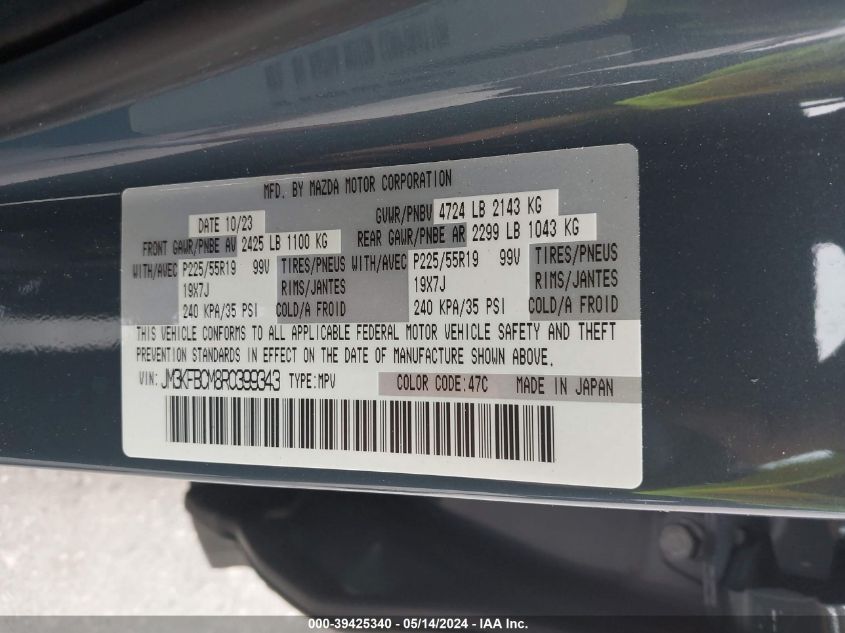 MFD. BY MAZDA MOTOR CORPORATION
DATE 10/23 GVWR/PNBV 4724 LB 2143 KG
FRONT GAWR/PNBE AV 2425 LB 1100 KG REAR GAWR/PNBE AR 2299 LB 1043 KG
WITH/AVEC P225/55R19 99V TIRES/PNEUS WITH/AVEC P225/55R19 99V TIRES/PNEUS
19X7J RIMS/JANTES 19X7J RIMS/JANTES
240 KPA/35 PSI COLD/A FROID 240 KPA/35 PSI COLD/A FROID
THIS VEHICLE CONFORMS TO ALL APPLICABLE FEDERAL MOTOR VEHICLE SAFETY AND THEFT
PREVENTION STANDARDS IN EFFECT ON THE DATE OF MANUFACTURE SHOWN ABOVE.
VIN: JM3KFBCM8R0399343 TYPE:MPV COLOR CODE:47C MADE IN JAPAN
000-39425340 - 05/14/2024 - IAA Inc.